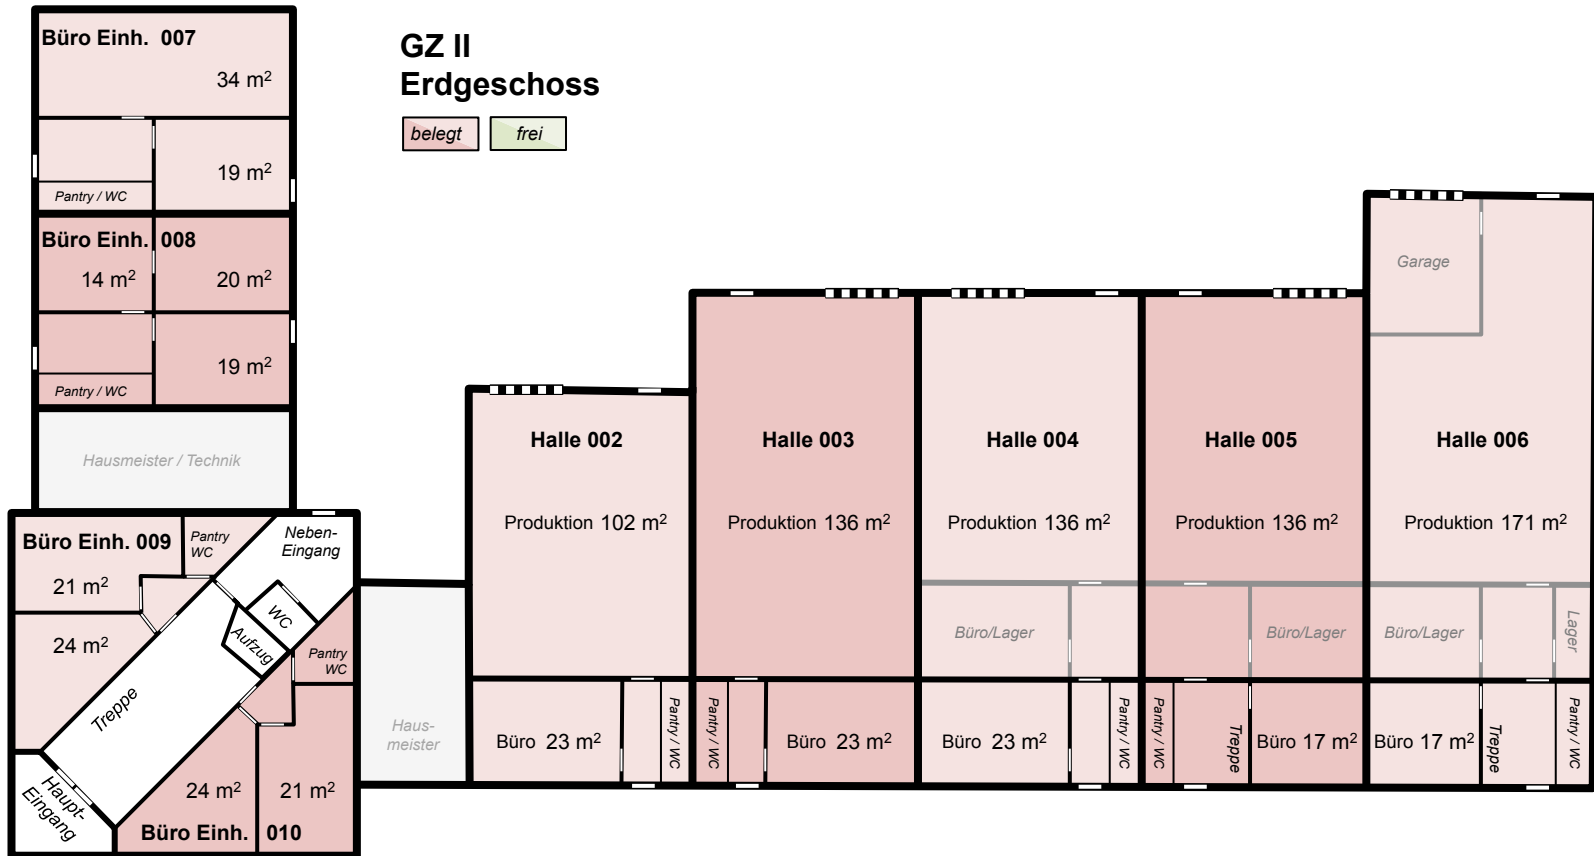 GZ II
Erdgeschoss
belegt
frei
Büro Einh. 007
34 m²
19 m²
Pantry / WC
Büro Einh. 008
14 m²
20 m²
19 m²
Pantry / WC
Hausmeister / Technik
Büro Einh. 009
21 m²
24 m²
Pantry
WC
Neben-
Eingang
WC
Aufzug
Treppe
Pantry
WC
Haupt-
Eingang
24 m²
21 m²
Büro Einh. 010
Haus-
meister
Halle 002
Produktion 102 m²
Büro 23 m²
Pantry / WC
Halle 003
Produktion 136 m²
Pantry / WC
Büro 23 m²
Halle 004
Produktion 136 m²
Büro/Lager
Büro 23 m²
Pantry / WC
Halle 005
Produktion 136 m²
Büro/Lager
Pantry / WC
Treppe
Büro 17 m²
Garage
Halle 006
Produktion 171 m²
Büro/Lager
Lager
Büro 17 m²
Treppe
Pantry / WC